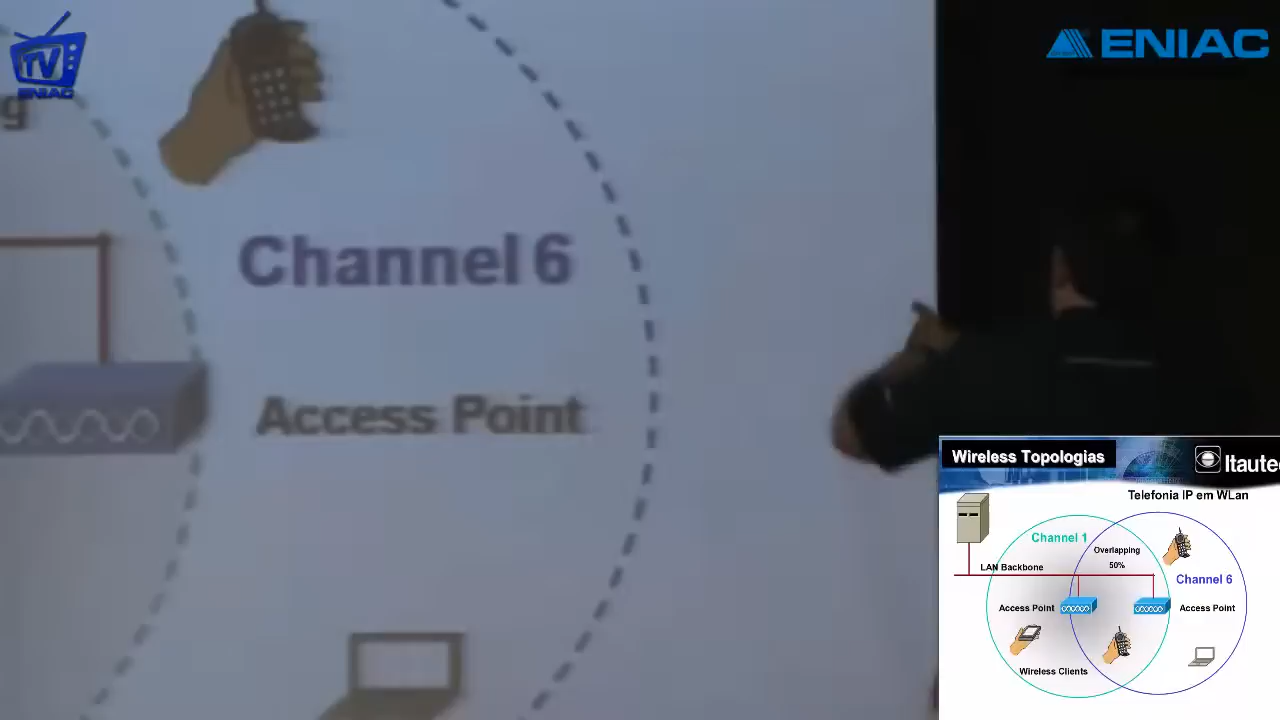 TV
ENIAC
ENIAC
g
Channel 6
Access Point
Wireless Topologias
Itaute
Telefonia IP em WLan
Channel 1
Overlapping
50%
LAN Backbone
Channel 6
Access Point
Access Point
Wireless Clients